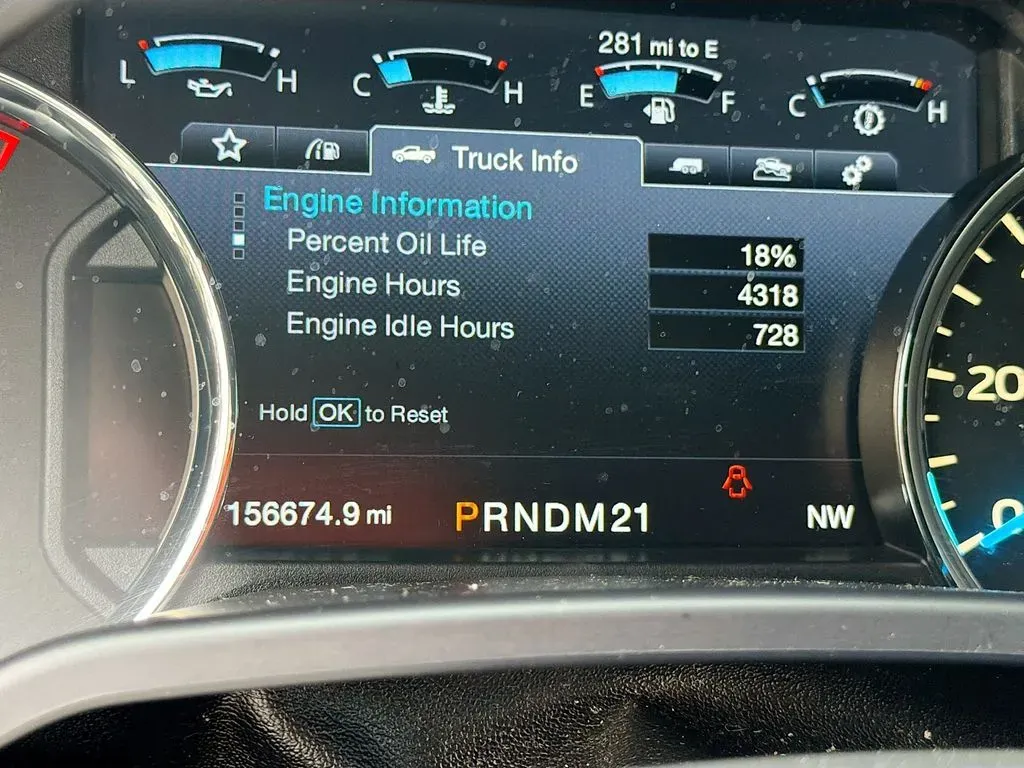 281 mi to E
L H
C H
E F
C H
Truck Info
Engine Information
Percent Oil Life 18%
Engine Hours 4318
Engine Idle Hours 728
Hold OK to Reset
156674.9 mi PRNDM21 NW
20
0